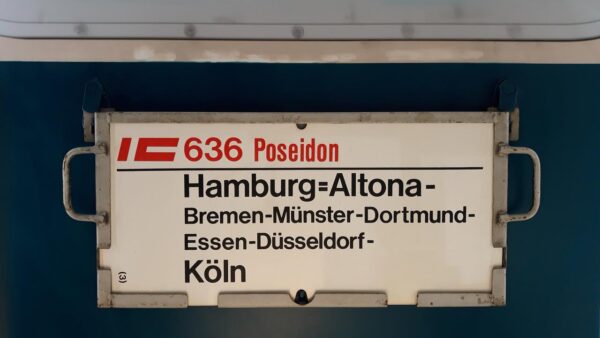 IC 636 Poseidon
Hamburg=Altona-
Bremen-Münster-Dortmund-
Essen-Düsseldorf-
Köln
(3)